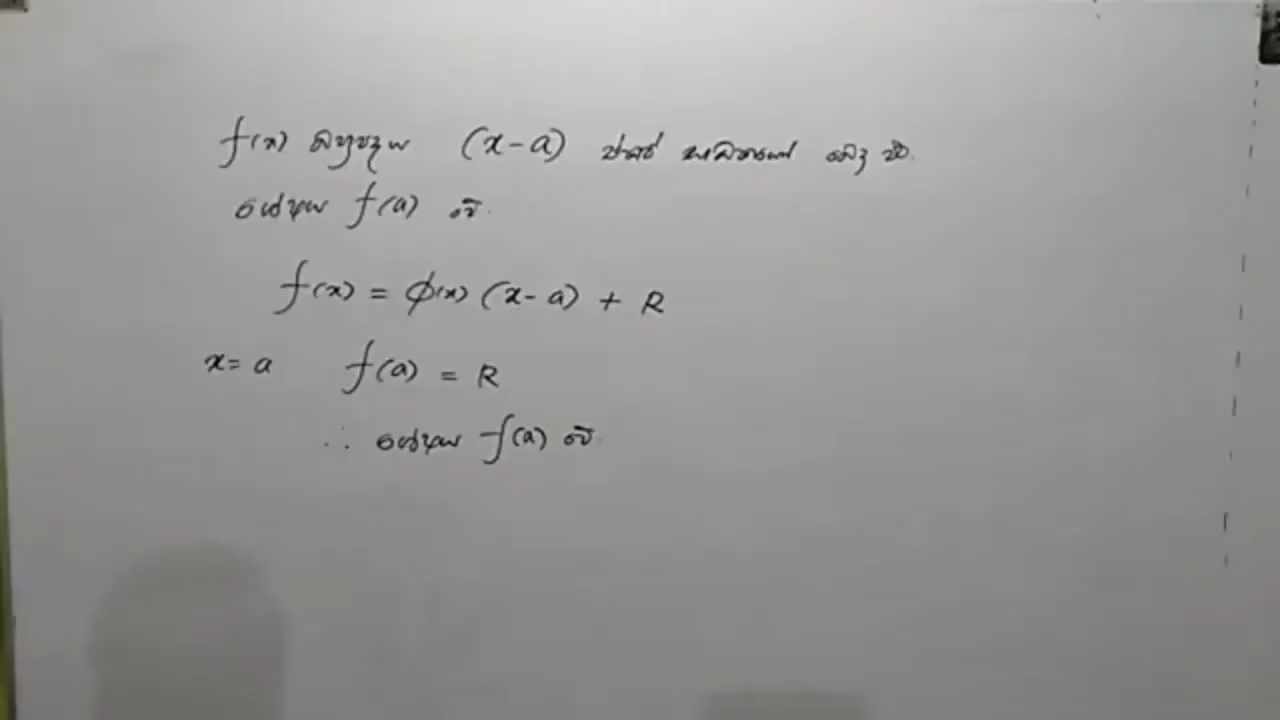 f(x) බහුපදය (x-a) ඒකජ සාධකයෙන් බෙදූ විට
ශේෂය f(a) වේ.
f(x) = ϕ(x) (x-a) + R
x = a f(a) = R
∴ ශේෂය f(a) වේ.